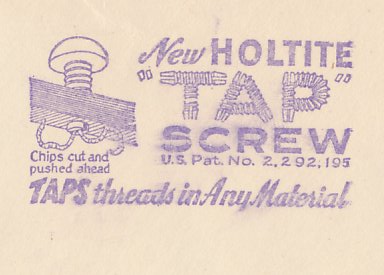 New HOLTITE
"TAP"
SCREW
U.S. Pat. No. 2,292,195
Chips cut and
pushed ahead
TAPS threads in Any Material